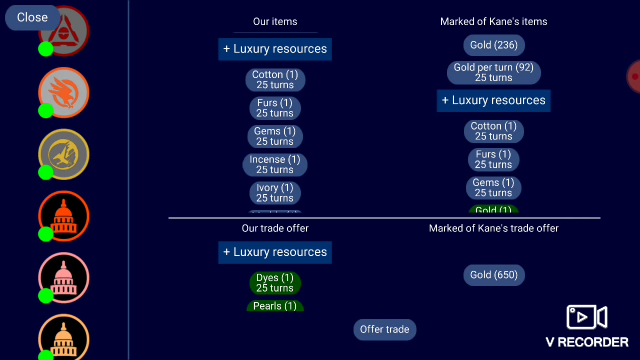 Close
Our items
+ Luxury resources
Cotton (1)
25 turns
Furs (1)
25 turns
Gems (1)
25 turns
Incense (1)
25 turns
Ivory (1)
25 turns
Marked of Kane's items
Gold (236)
Gold per turn (92)
25 turns
+ Luxury resources
Cotton (1)
25 turns
Furs (1)
25 turns
Gems (1)
25 turns
Gold (1)
Our trade offer
+ Luxury resources
Dyes (1)
25 turns
Pearls (1)
Marked of Kane's trade offer
Gold (650)
Offer trade
V RECORDER